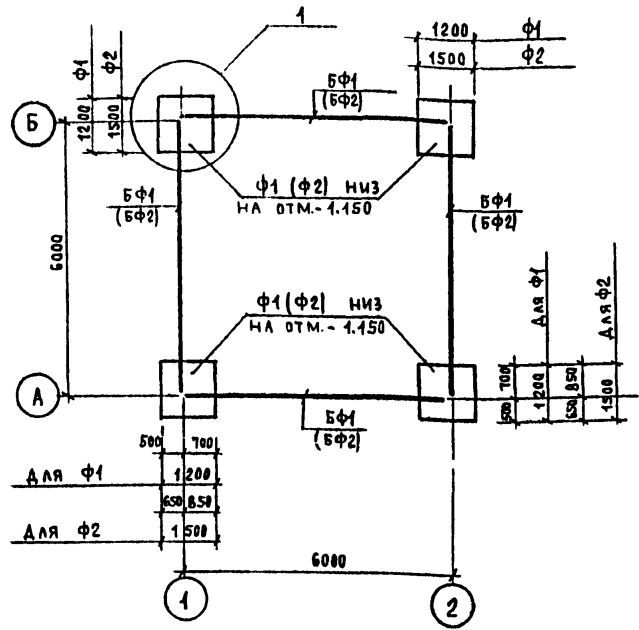 1
Ф1
Ф2
1200
1500
1200 Ф1
1500 Ф2
Б
БФ1
(БФ2)
Ф1 (Ф2) НИЗ
НА ОТМ.-1.150
БФ1
(БФ2)
БФ1
(БФ2)
6000
Ф1 (Ф2) НИЗ
НА ОТМ.-1.150
ДЛЯ Ф1
ДЛЯ Ф2
500 700
1200
650 850
1500
А
БФ1
(БФ2)
500 700
ДЛЯ Ф1 1200
650 850
ДЛЯ Ф2 1500
6000
1
2